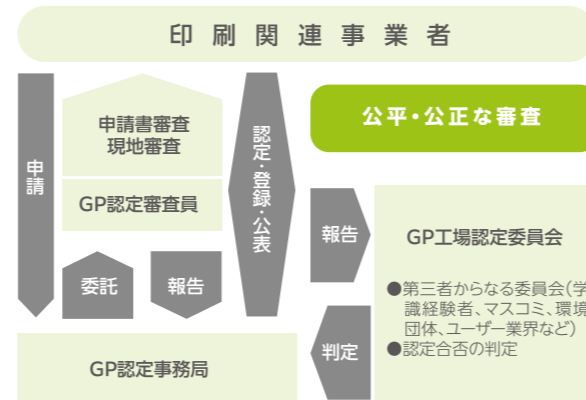 印刷関連事業者
申請
申請書審査
現地審査
GP認定審査員
委託
報告
認定・登録・公表
GP認定事務局
公平・公正な審査
報告
判定
GP工場認定委員会
●第三者からなる委員会(学
識経験者、マスコミ、環境
団体、ユーザー業界など)
●認定合否の判定